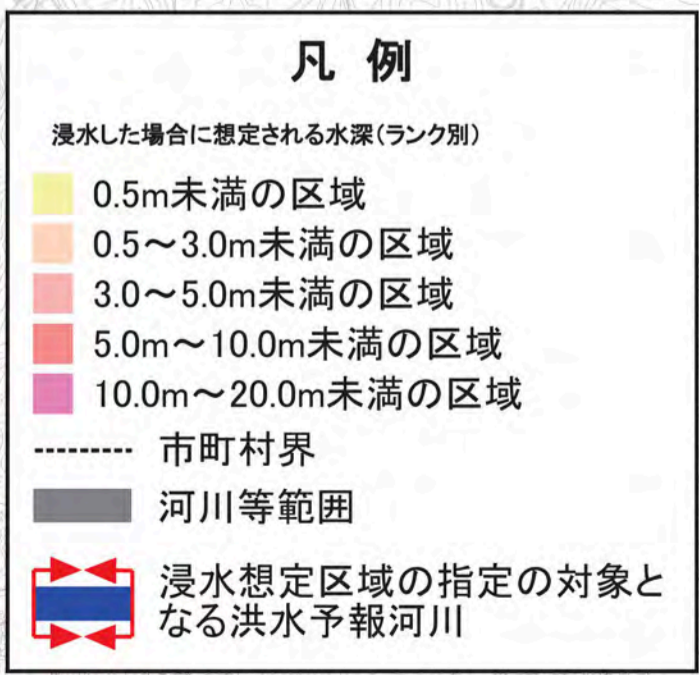 凡 例
浸水した場合に想定される水深(ランク別)
0.5m未満の区域
0.5～3.0m未満の区域
3.0～5.0m未満の区域
5.0m～10.0m未満の区域
10.0m～20.0m未満の区域
市町村界
河川等範囲
浸水想定区域の指定の対象と
なる洪水予報河川